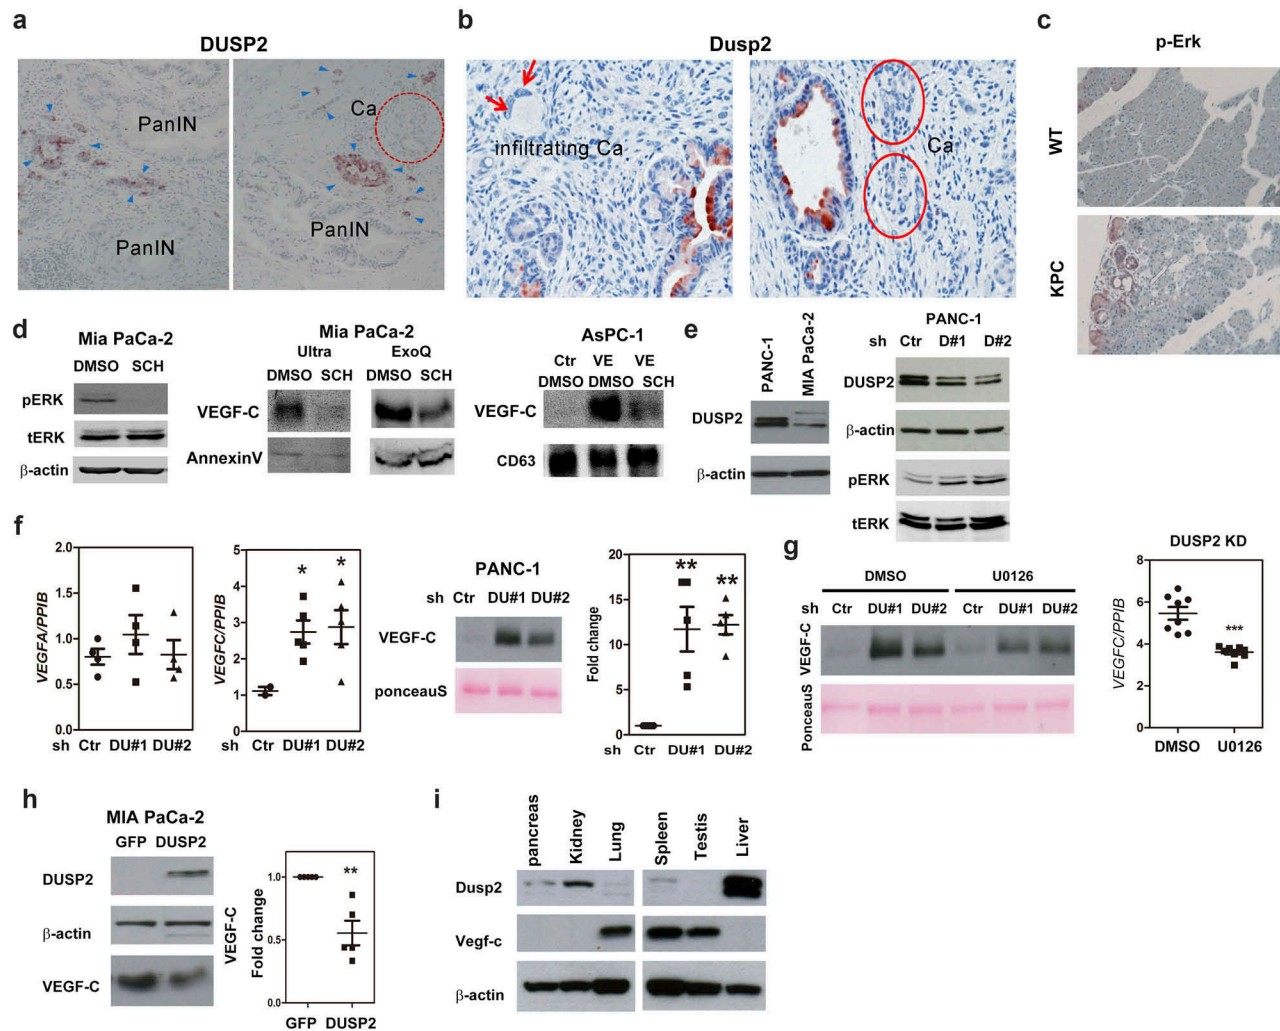 a
DUSP2
PanIN
PanIN
Ca
PanIN
b
Dusp2
infiltrating Ca
Ca
c
p-Erk
WT
KPC
d
Mia PaCa-2
DMSO SCH
pERK
tERK
β-actin
Mia PaCa-2
Ultra ExoQ
DMSO SCH DMSO SCH
VEGF-C
AnnexinV
AsPC-1
Ctr VE VE
DMSO DMSO SCH
VEGF-C
CD63
e
PANC-1
MIA PaCa-2
DUSP2
β-actin
PANC-1
sh Ctr D#1 D#2
DUSP2
β-actin
pERK
tERK
f
VEGFA/PPIB
2.0
1.5
1.0
0.5
0.0
sh Ctr DU#1 DU#2
VEGFC/PPIB
5
4
3
2
1
0
* *
sh Ctr DU#1 DU#2
PANC-1
sh Ctr DU#1 DU#2
VEGF-C
ponceauS
Fold change
20
15
10
5
0
** **
sh Ctr DU#1 DU#2
g
DMSO U0126
sh Ctr DU#1 DU#2 Ctr DU#1 DU#2
VEGF-C
PonceauS
DUSP2 KD
VEGFC/PPIB
8
6
4
2
0
***
DMSO U0126
h
MIA PaCa-2
GFP DUSP2
DUSP2
β-actin
VEGF-C
VEGF-C
Fold change
1.0
0.5
0.0
**
GFP DUSP2
i
pancreas
Kidney
Lung
Spleen
Testis
Liver
Dusp2
Vegf-c
β-actin